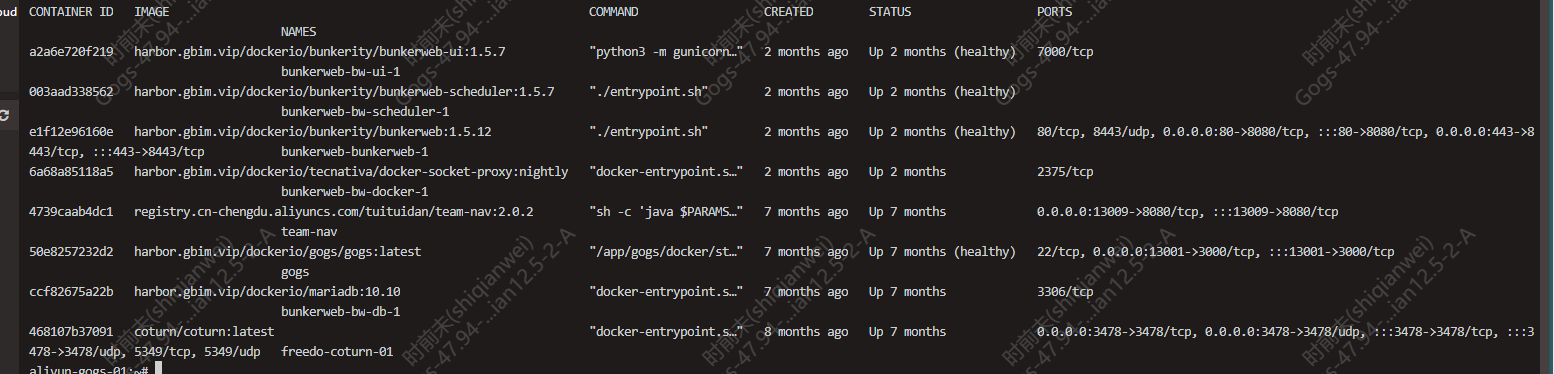 oud CONTAINER ID IMAGE COMMAND CREATED STATUS PORTS
NAMES
a2a6e720f219 harbor.gbim.vip/dockerio/bunkerity/bunkerweb-ui:1.5.7 "python3 -m gunicorn…" 2 months ago Up 2 months (healthy) 7000/tcp
bunkerweb-bw-ui-1
003aad338562 harbor.gbim.vip/dockerio/bunkerity/bunkerweb-scheduler:1.5.7 "./entrypoint.sh" 2 months ago Up 2 months (healthy)
bunkerweb-bw-scheduler-1
e1f12e96160e harbor.gbim.vip/dockerio/bunkerity/bunkerweb:1.5.12 "./entrypoint.sh" 2 months ago Up 2 months (healthy) 80/tcp, 8443/udp, 0.0.0.0:80->8080/tcp, :::80->8080/tcp, 0.0.0.0:443->8
443/tcp, :::443->8443/tcp bunkerweb-bunkerweb-1
6a68a85118a5 harbor.gbim.vip/dockerio/tecnativa/docker-socket-proxy:nightly "docker-entrypoint.s…" 2 months ago Up 2 months 2375/tcp
bunkerweb-bw-docker-1
4739caab4dc1 registry.cn-chengdu.aliyuncs.com/tuituidan/team-nav:2.0.2 "sh -c 'java $PARAMS…" 7 months ago Up 7 months 0.0.0.0:13009->8080/tcp, :::13009->8080/tcp
team-nav
50e8257232d2 harbor.gbim.vip/dockerio/gogs/gogs:latest "/app/gogs/docker/st…" 7 months ago Up 7 months (healthy) 22/tcp, 0.0.0.0:13001->3000/tcp, :::13001->3000/tcp
gogs
ccf82675a22b harbor.gbim.vip/dockerio/mariadb:10.10 "docker-entrypoint.s…" 7 months ago Up 7 months 3306/tcp
bunkerweb-bw-db-1
468107b37091 coturn/coturn:latest "docker-entrypoint.s…" 8 months ago Up 7 months 0.0.0.0:3478->3478/tcp, 0.0.0.0:3478->3478/udp, :::3478->3478/tcp, :::3
478->3478/udp, 5349/tcp, 5349/udp freedo-coturn-01
aliyun-gogs-01:~#